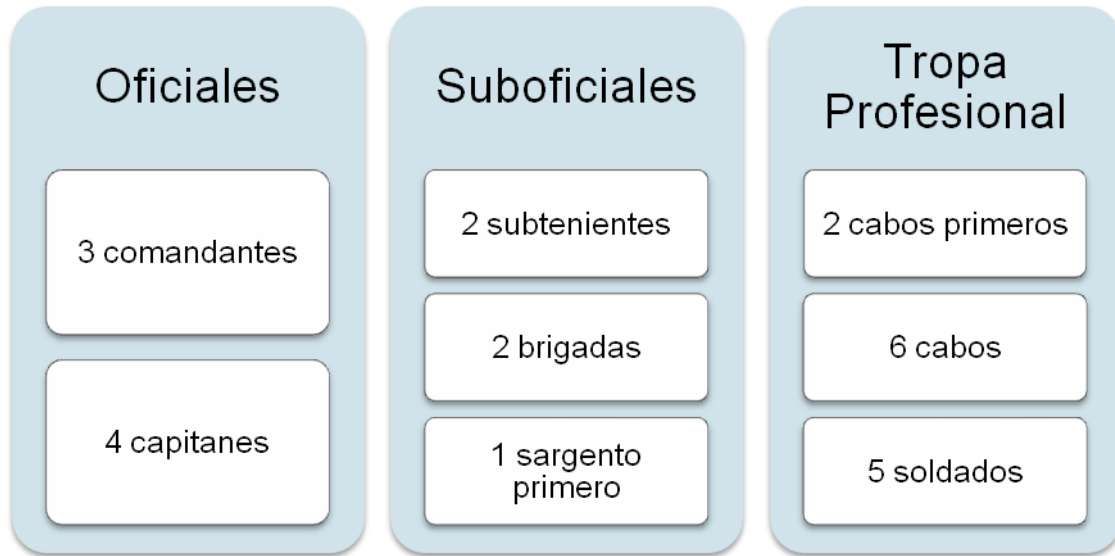 Oficiales
3 comandantes
4 capitanes
Suboficiales
2 subtenientes
2 brigadas
1 sargento
primero
Tropa
Profesional
2 cabos primeros
6 cabos
5 soldados